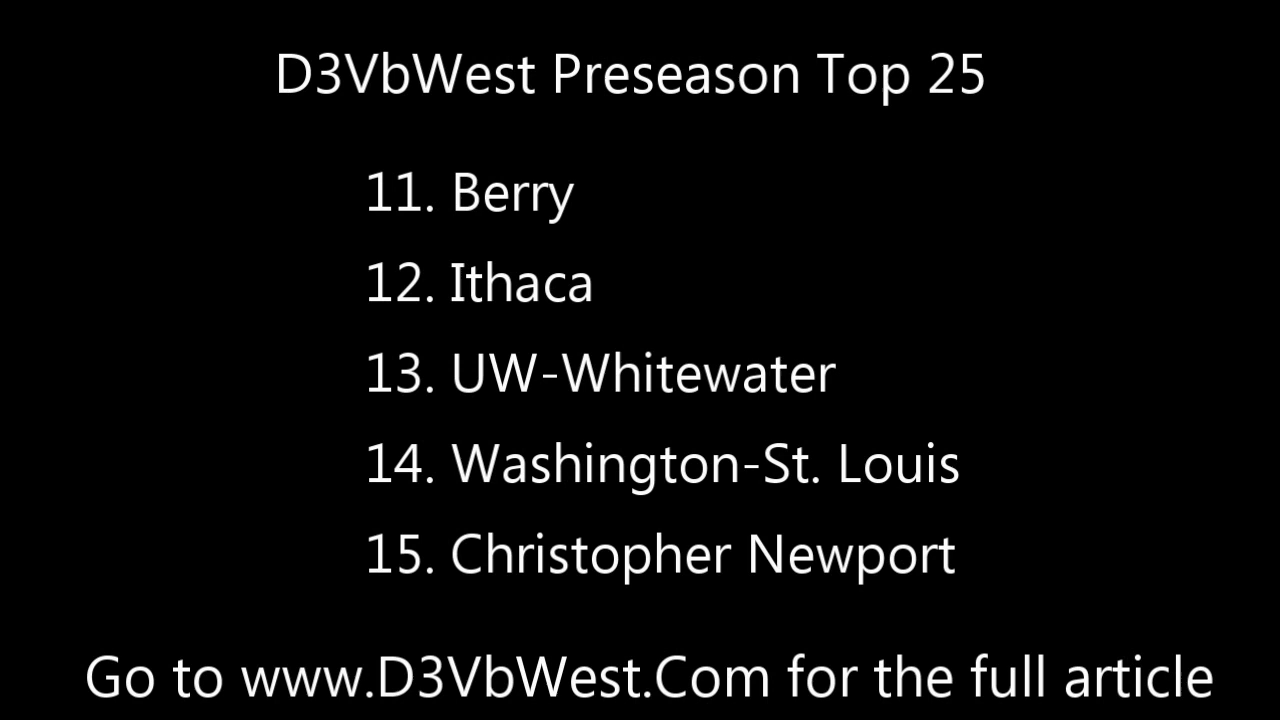 D3VbWest Preseason Top 25
11. Berry
12. Ithaca
13. UW-Whitewater
14. Washington-St. Louis
15. Christopher Newport
Go to www.D3VbWest.Com for the full article